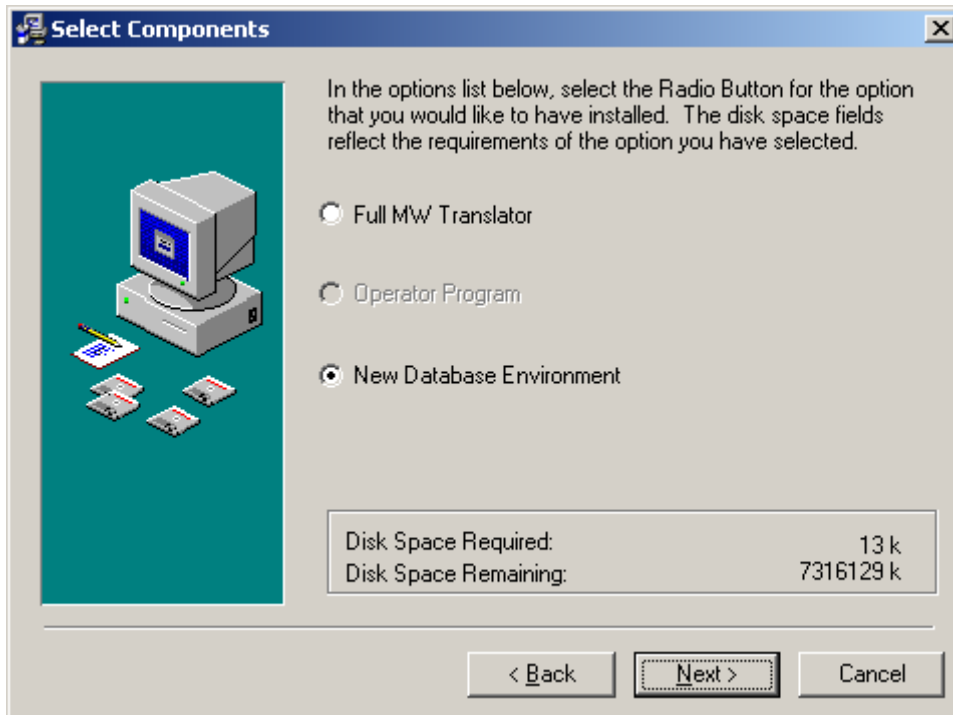 Select Components
In the options list below, select the Radio Button for the option
that you would like to have installed.  The disk space fields
reflect the requirements of the option you have selected.
Full MW Translator
Operator Program
New Database Environment
Disk Space Required: 13 k
Disk Space Remaining: 7316129 k
< Back Next > Cancel